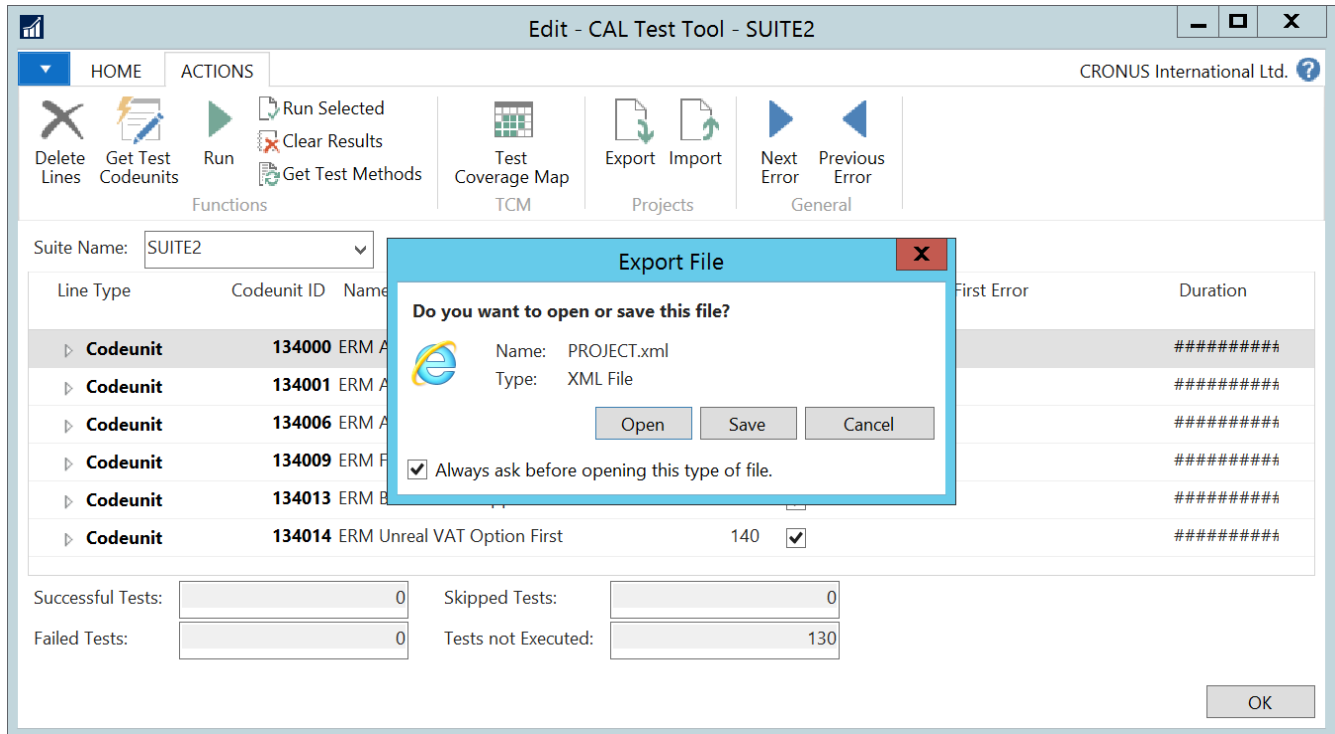 Edit - CAL Test Tool - SUITE2
HOME ACTIONS CRONUS International Ltd.
Delete Lines
Get Test Codeunits
Run
Run Selected
Clear Results
Get Test Methods
Functions
Test Coverage Map
TCM
Export Import
Projects
Next Error
Previous Error
General
Suite Name: SUITE2
Line Type Codeunit ID Name First Error Duration
Codeunit 134000 ERM A ##########
Codeunit 134001 ERM A ##########
Codeunit 134006 ERM A ##########
Codeunit 134009 ERM F ##########
Codeunit 134013 ERM B ##########
Codeunit 134014 ERM Unreal VAT Option First 140 ##########
Export File
Do you want to open or save this file?
Name: PROJECT.xml
Type: XML File
Open Save Cancel
Always ask before opening this type of file.
Successful Tests: 0 Skipped Tests: 0
Failed Tests: 0 Tests not Executed: 130
OK